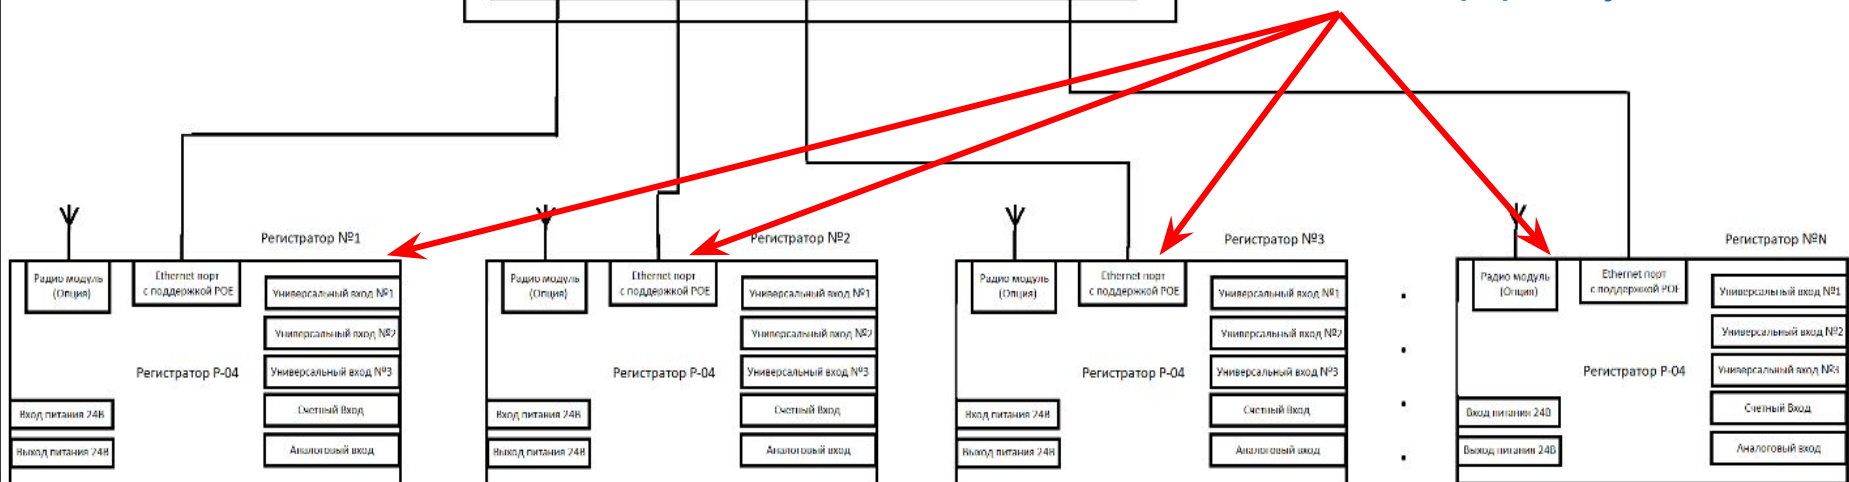 Регистратор №1
Радио модуль
(Опция)
Ethernet порт
с поддержкой POE
Универсальный вход №1
Универсальный вход №2
Универсальный вход №3
Счетный Вход
Аналоговый вход
Регистратор Р-04
Вход питания 24В
Выход питания 24В
Регистратор №2
Радио модуль
(Опция)
Ethernet порт
с поддержкой POE
Универсальный вход №1
Универсальный вход №2
Универсальный вход №3
Счетный Вход
Аналоговый вход
Регистратор Р-04
Вход питания 24В
Выход питания 24В
Регистратор №3
Радио модуль
(Опция)
Ethernet порт
с поддержкой POE
Универсальный вход №1
Универсальный вход №2
Универсальный вход №3
Счетный Вход
Аналоговый вход
Регистратор Р-04
Вход питания 24В
Выход питания 24В
Регистратор №N
Радио модуль
(Опция)
Ethernet порт
с поддержкой POE
Универсальный вход №1
Универсальный вход №2
Универсальный вход №3
Счетный Вход
Аналоговый вход
Регистратор Р-04
Вход питания 24В
Выход питания 24В